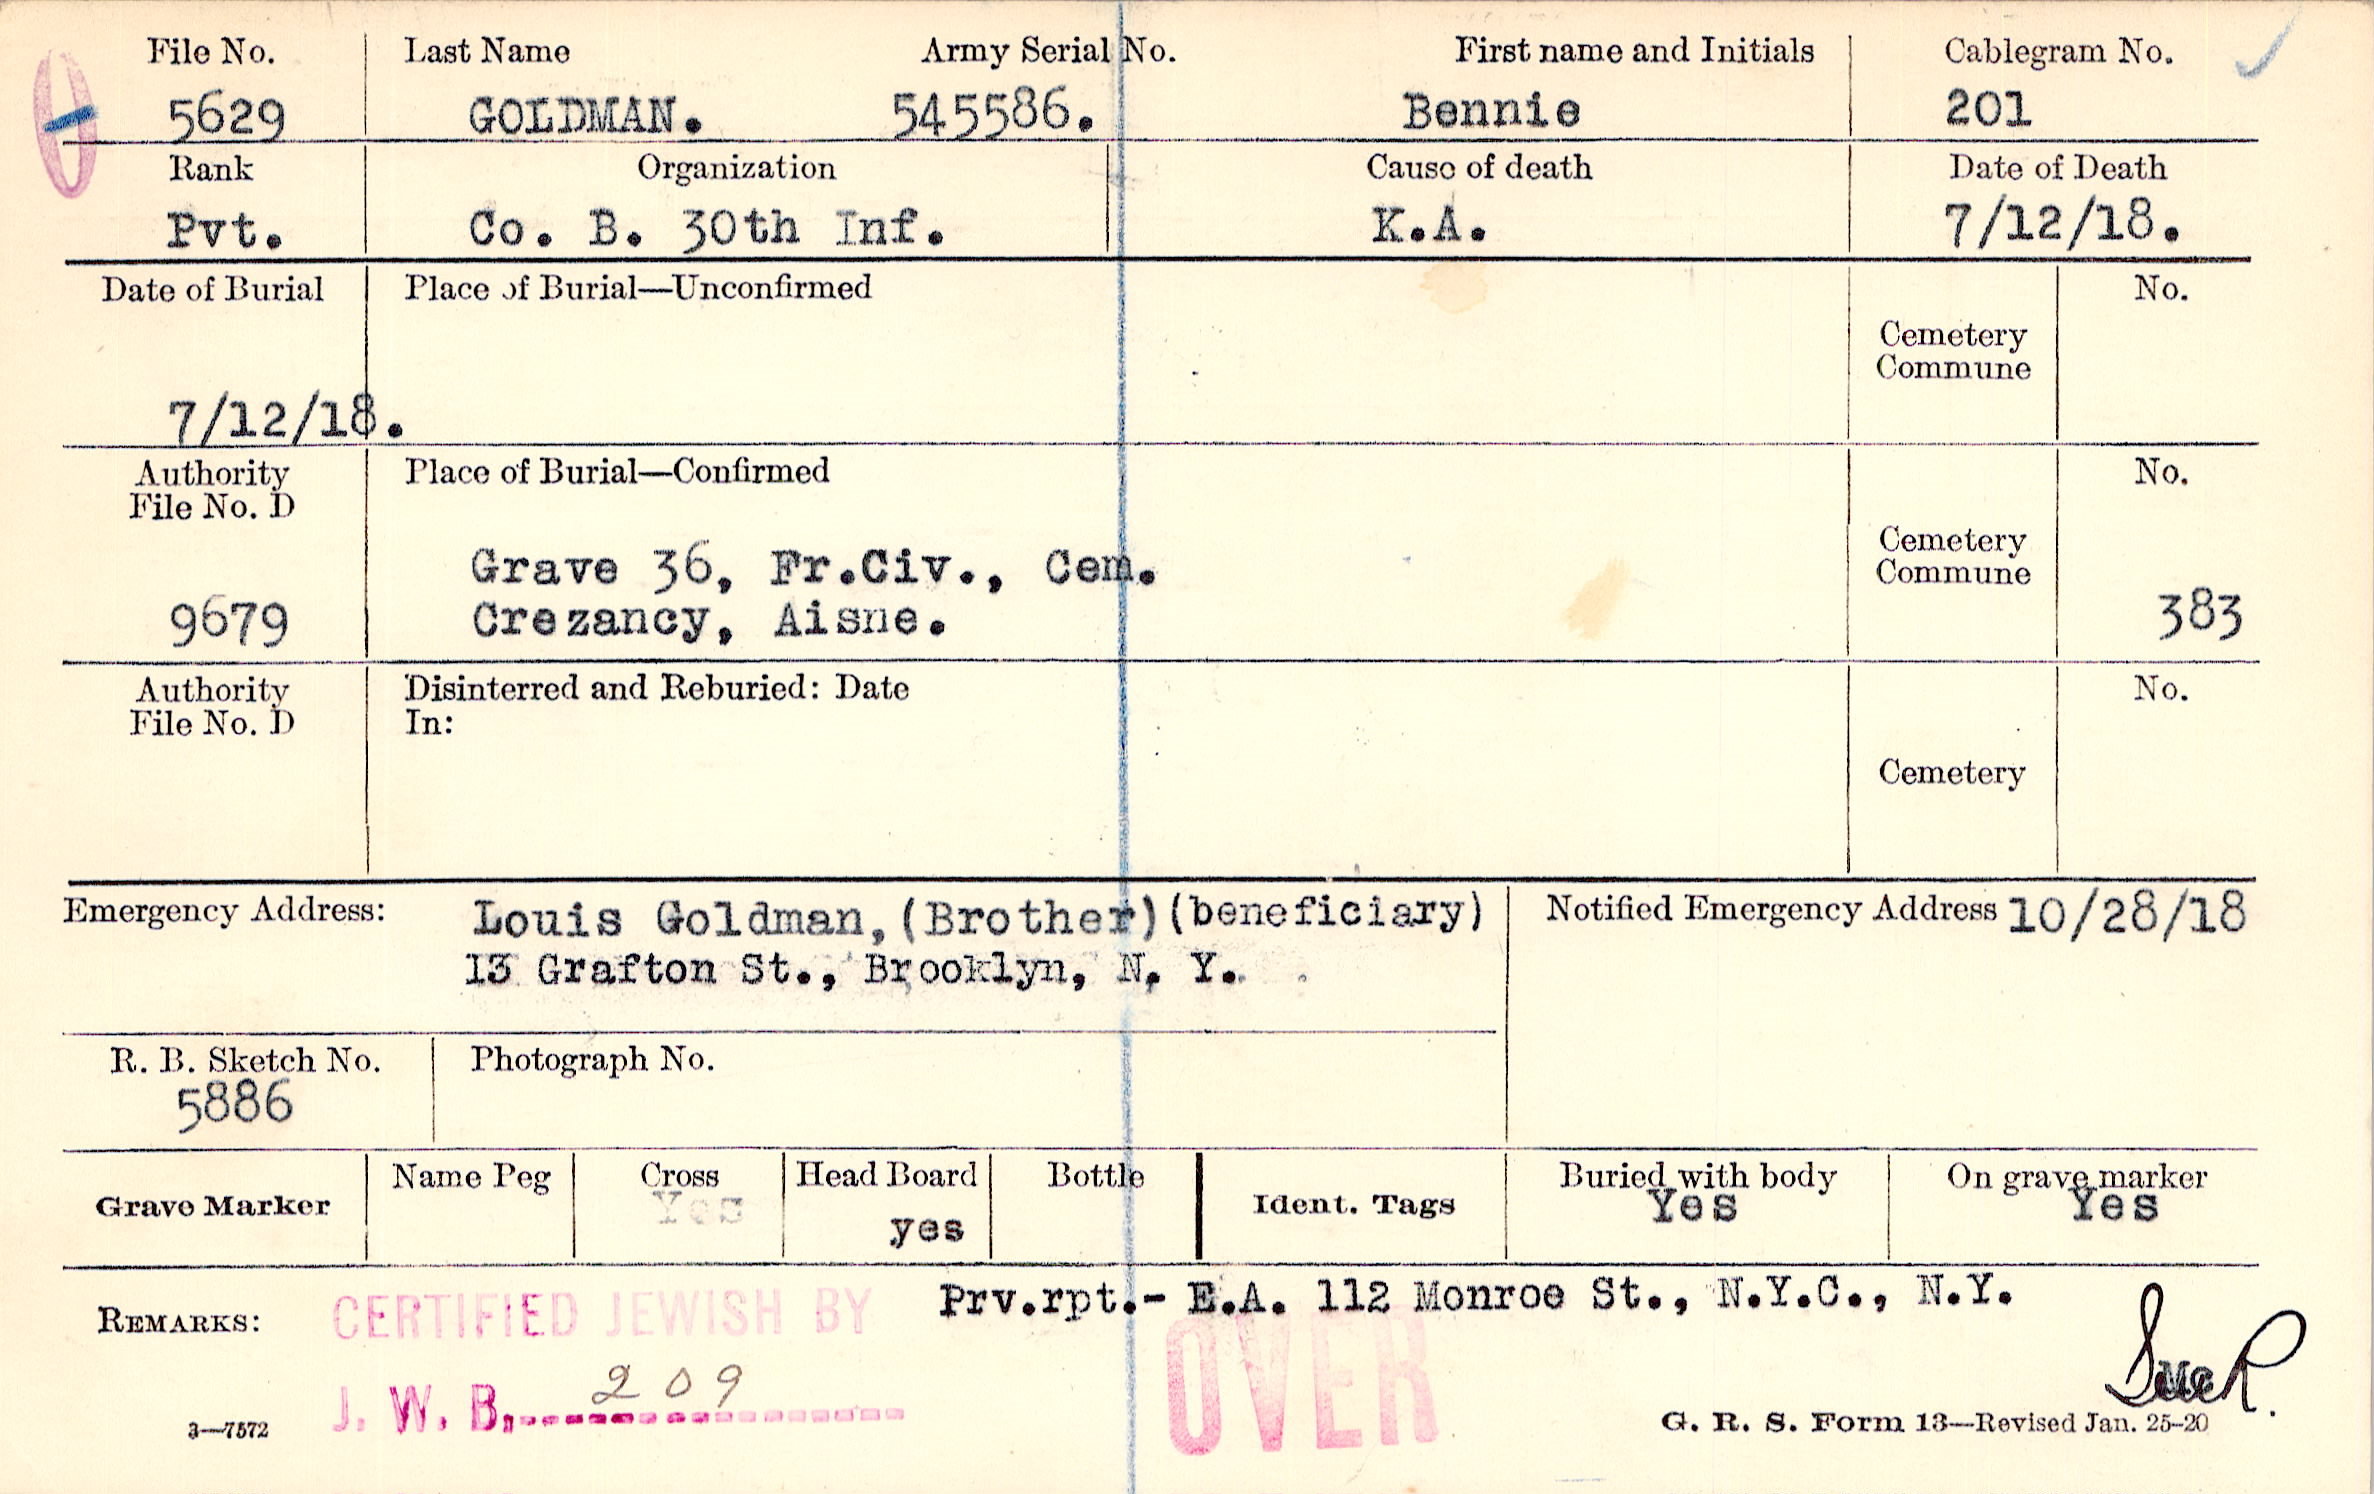 File No. Last Name Army Serial No. First name and Initials Cablegram No.
5629 GOLDMAN. 545586. Bennie 201
Rank Organization Cause of death Date of Death
Pvt. Co. B. 30th Inf. K.A. 7/12/18.
Date of Burial Place of Burial—Unconfirmed No.
Cemetery
Commune
7/12/18.
Authority Place of Burial—Confirmed No.
File No. D
Cemetery
Commune
Grave 36, Fr.Civ., Cem.
9679 Crezancy, Aisne. 383
Authority Disinterred and Reburied: Date No.
File No. D In:
Cemetery
Emergency Address: Louis Goldman,(Brother)(beneficiary) Notified Emergency Address 10/28/18
13 Grafton St., Brooklyn, N. Y.
R. B. Sketch No. Photograph No.
5886
Grave Marker Name Peg Cross Head Board Bottle Ident. Tags Buried with body On grave marker
Yes yes Yes Yes
REMARKS: CERTIFIED JEWISH BY Prv.rpt.- E.A. 112 Monroe St., N.Y.C., N.Y.
J. W. B. 209 OVER
3—7572 G. R. S. Form 13—Revised Jan. 25-20